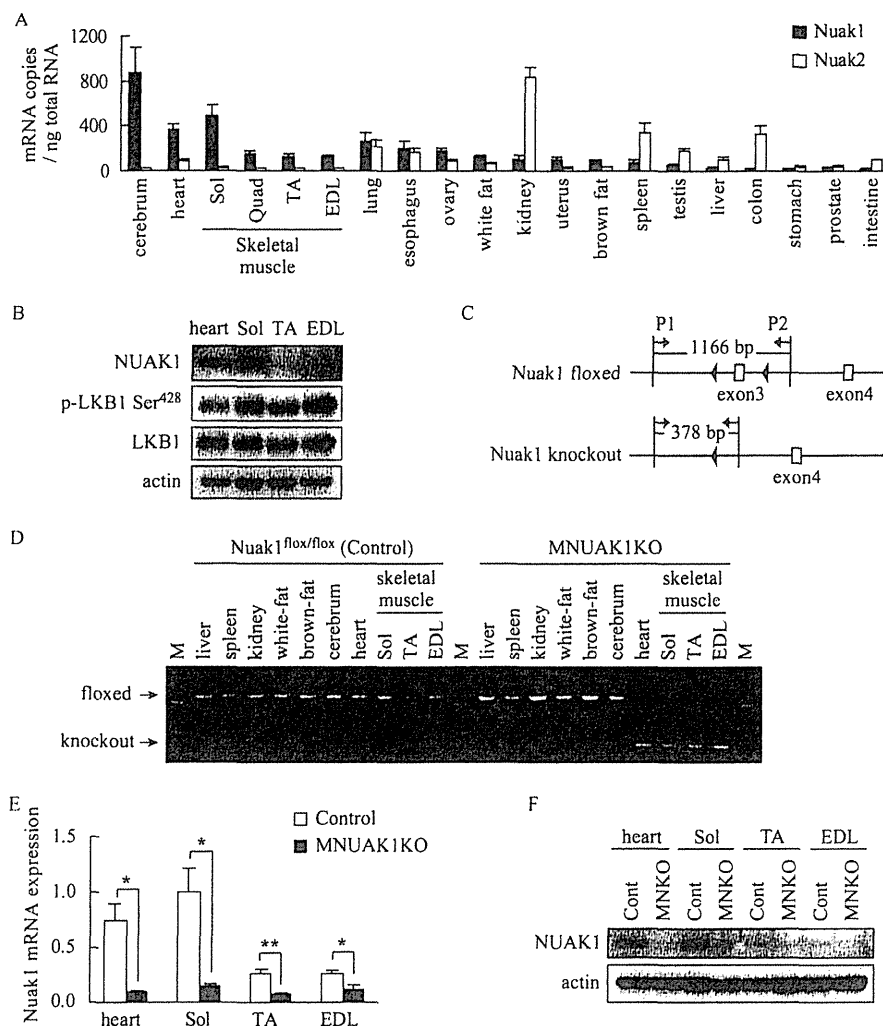 A
mRNA copies
/ ng total RNA
1200
800
400
0
Nuak1
Nuak2
cerebrum
heart
Sol
Quad
TA
EDL
lung
esophagus
ovary
white fat
kidney
uterus
brown fat
spleen
testis
liver
colon
stomach
prostate
intestine
Skeletal
muscle
B
heart Sol TA EDL
NUAK1
p-LKB1 Ser428
LKB1
actin
C
P1 P2
1166 bp
Nuak1 floxed
exon3 exon4
378 bp
Nuak1 knockout
exon4
D
Nuak1flox/flox (Control) MNUAK1KO
skeletal
muscle
skeletal
muscle
M
liver
spleen
kidney
white-fat
brown-fat
cerebrum
heart
Sol
TA
EDL
M
liver
spleen
kidney
white-fat
brown-fat
cerebrum
heart
Sol
TA
EDL
M
floxed
knockout
E
Nuak1 mRNA expression
1.5
1.0
0.5
0.0
Control
MNUAK1KO
*
*
**
*
heart Sol TA EDL
F
heart Sol TA EDL
Cont
MNKO
Cont
MNKO
Cont
MNKO
Cont
MNKO
NUAK1
actin